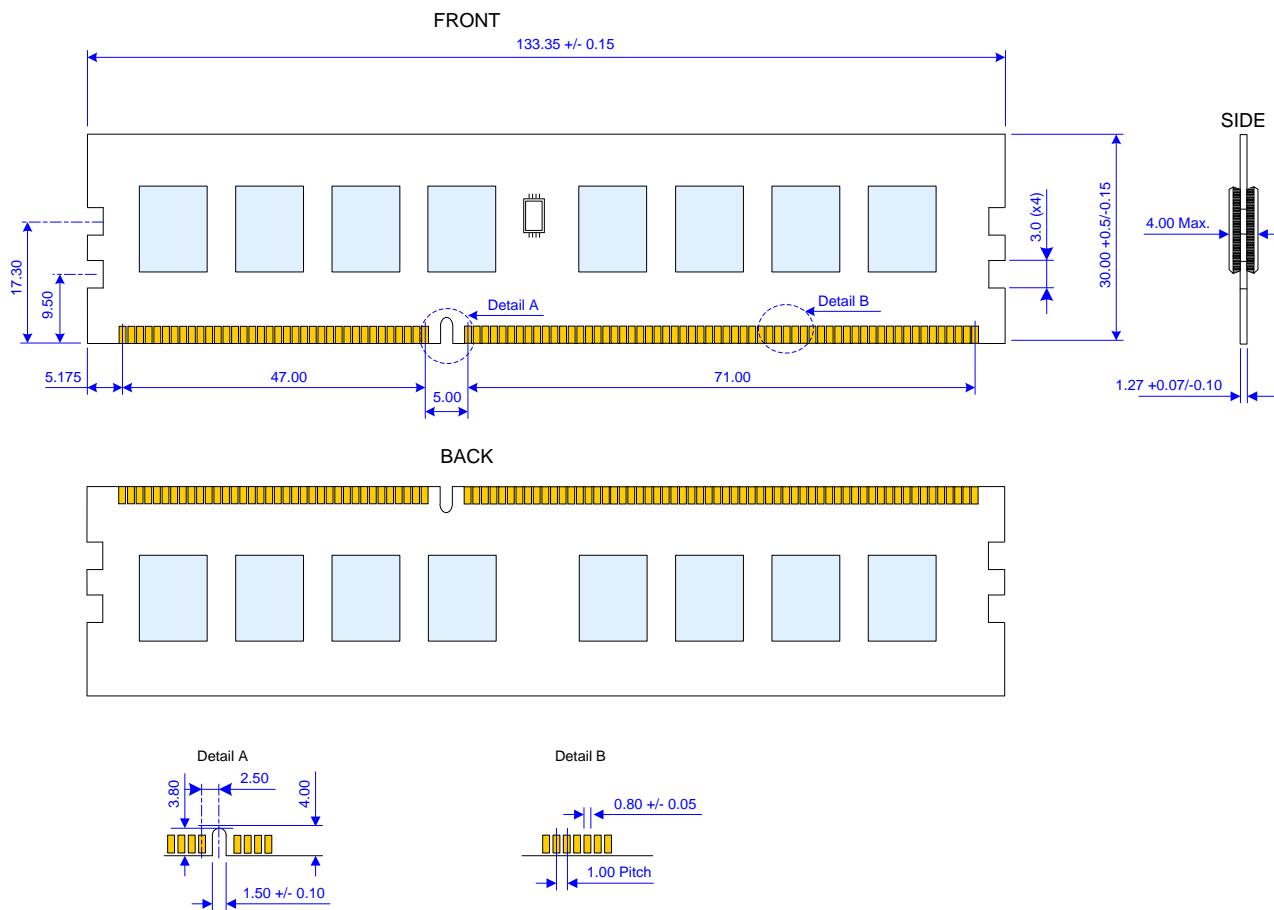 FRONT
133.35 +/- 0.15
SIDE
3.0 (x4)
30.00 +0.5/-0.15
4.00 Max.
17.30
9.50
Detail A
Detail B
5.175
47.00
71.00
5.00
1.27 +0.07/-0.10
BACK
Detail A
Detail B
3.80
2.50
4.00
0.80 +/- 0.05
1.00 Pitch
1.50 +/- 0.10